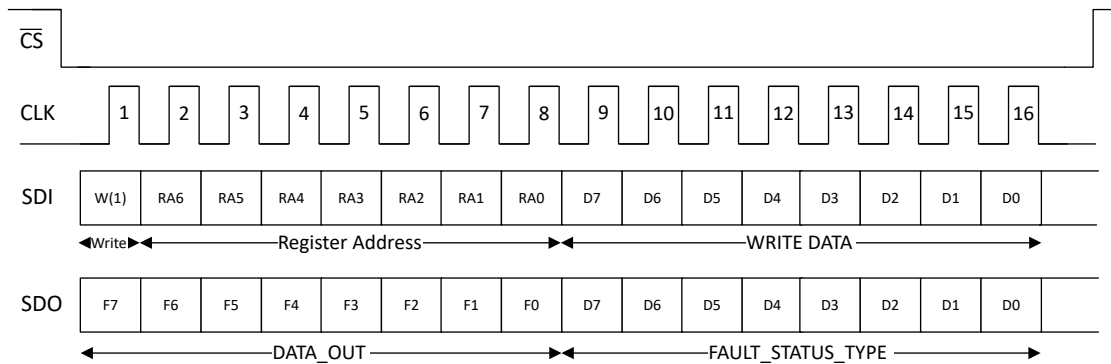 CS
CLK 1 2 3 4 5 6 7 8 9 10 11 12 13 14 15 16
SDI W(1) RA6 RA5 RA4 RA3 RA2 RA1 RA0 D7 D6 D5 D4 D3 D2 D1 D0
Write Register Address WRITE DATA
SDO F7 F6 F5 F4 F3 F2 F1 F0 D7 D6 D5 D4 D3 D2 D1 D0
DATA_OUT FAULT_STATUS_TYPE